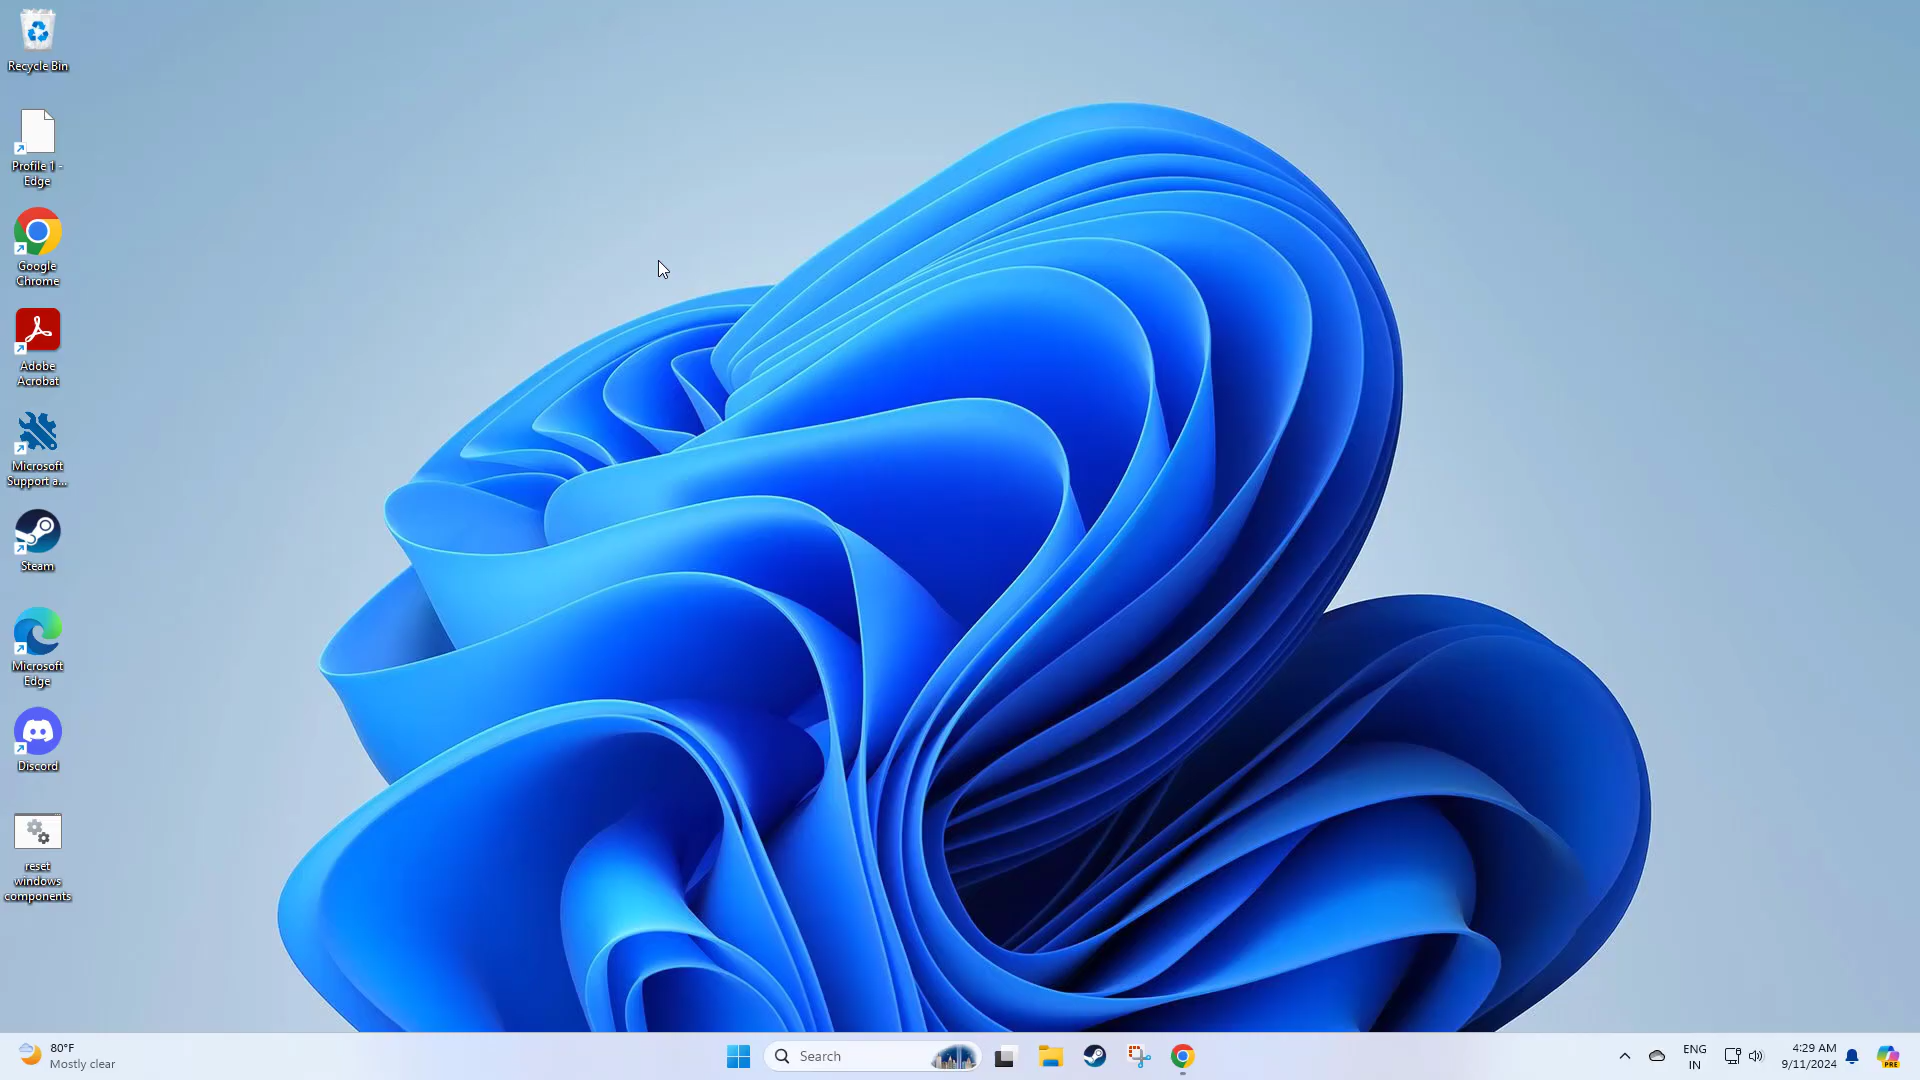 Recycle Bin
Profile 1 -
Edge
Google
Chrome
Adobe
Acrobat
Microsoft
Support a...
Steam
Microsoft
Edge
Discord
reset
windows
components
80°F
Mostly clear
Search
ENG
IN
4:29 AM
9/11/2024
PRE